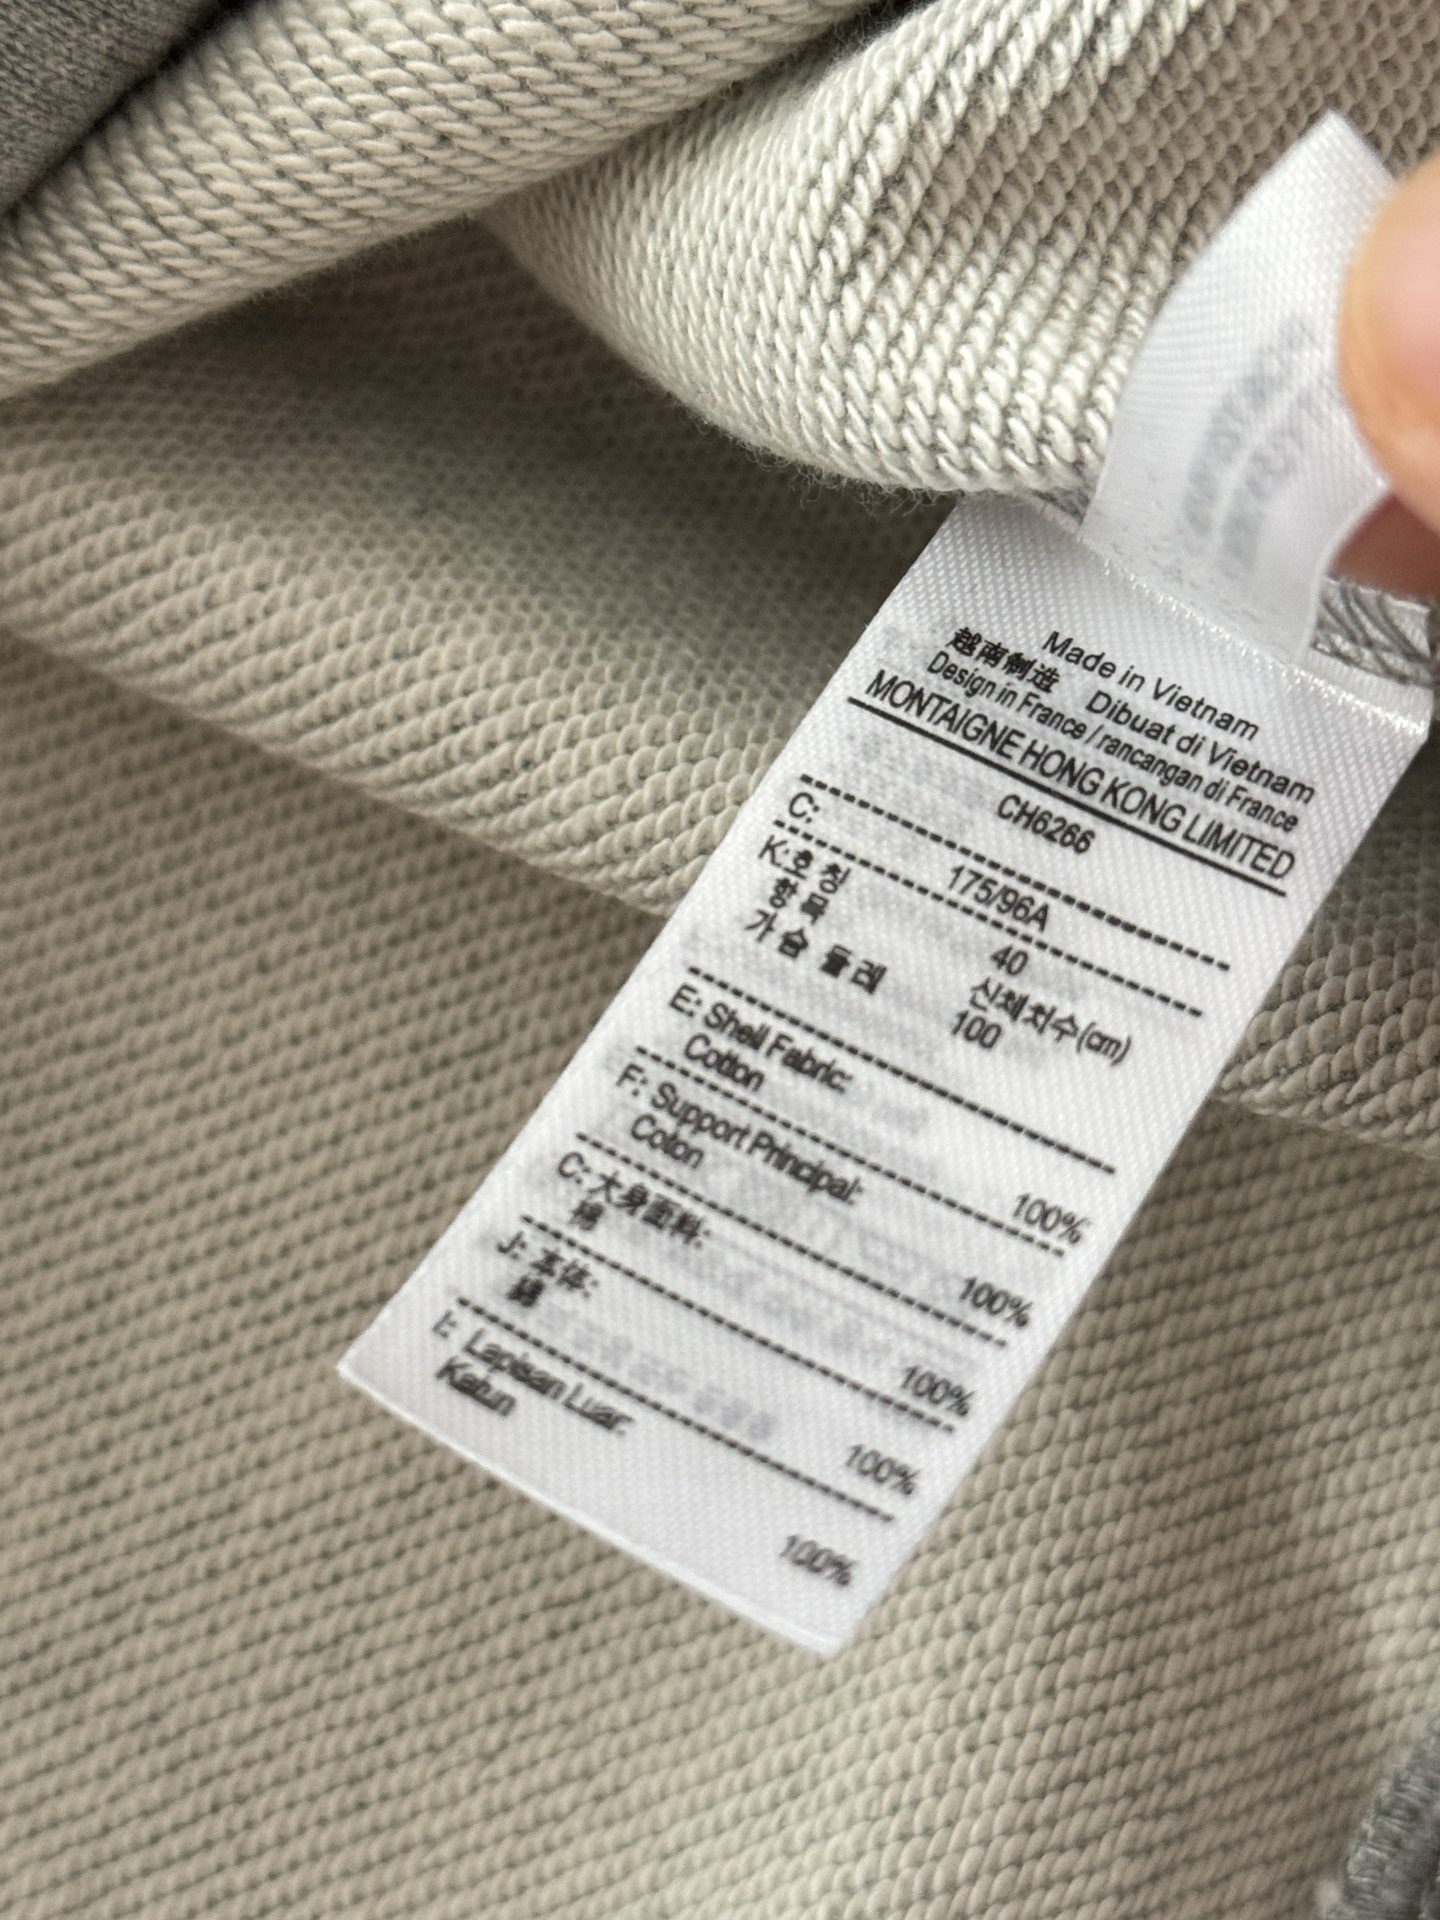 Made in Vietnam
越南制造 Dibuat di Vietnam
Design in France / rancangan di France
MONTAIGNE HONG KONG LIMITED
CH6266
C: 175/96A
K:호 칭 40
항 목 신체치수(cm)
가슴 둘레 100
E: Shell Fabric:
Cotton 100%
F: Support Principal:
Coton 100%
C: 大身面料:
棉 100%
J: 本体:
綿 100%
I: Lapisan Luar:
Katun 100%